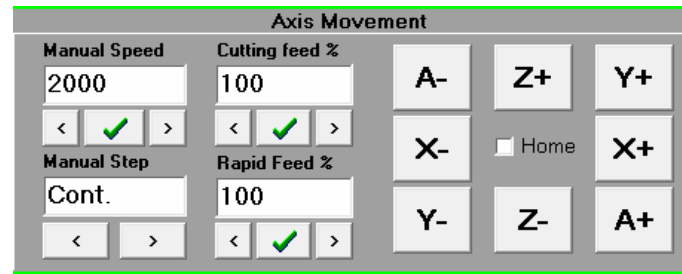 Axis Movement
Manual Speed
2000
< >
Manual Step
Cont.
< >
Cutting feed %
100
< >
Rapid Feed %
100
< >
A- Z+ Y+
X- Home X+
Y- Z- A+